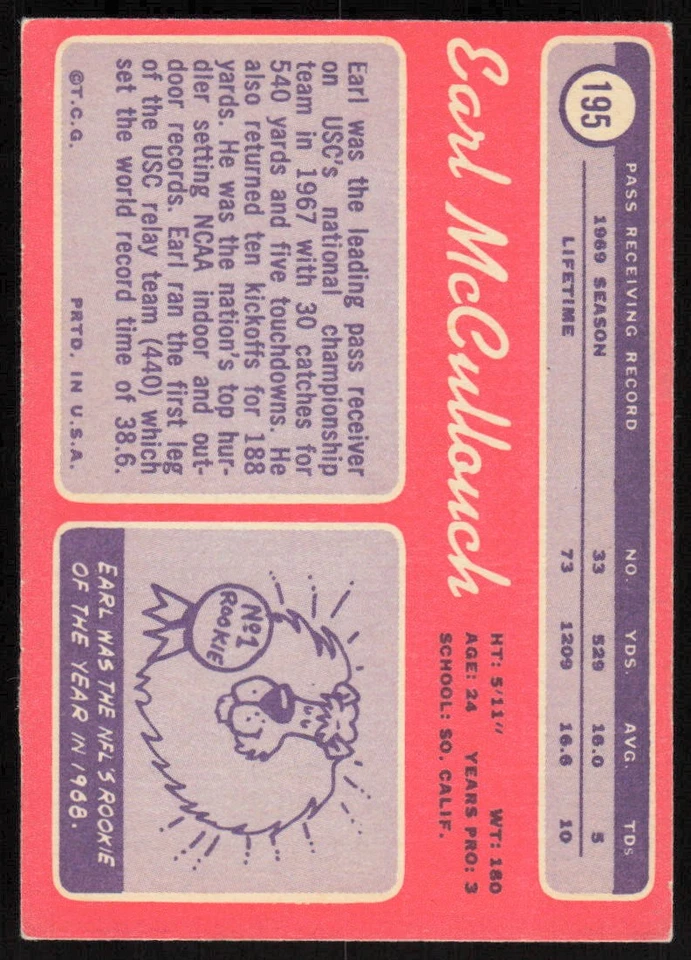 195
PASS RECEIVING RECORD NO. YDS. AVG. TDS
1969 SEASON 33 529 16.0 5
LIFETIME 73 1209 16.6 10
Earl McCullouch
HT: 5'11" WT: 180
AGE: 24 YEARS PRO: 3
SCHOOL: SO. CALIF.
Earl was the leading pass receiver
on USC's national championship
team in 1967 with 30 catches for
540 yards and five touchdowns. He
also returned ten kickoffs for 188
yards. He was the nation's top hur-
dler setting NCAA indoor and out-
door records. Earl ran the first leg
of the USC relay team (440) which
set the world record time of 38.6.
©T.C.G. PRTD. IN U.S.A.
Nº1
ROOKIE
EARL WAS THE NFL'S ROOKIE
OF THE YEAR IN 1968.